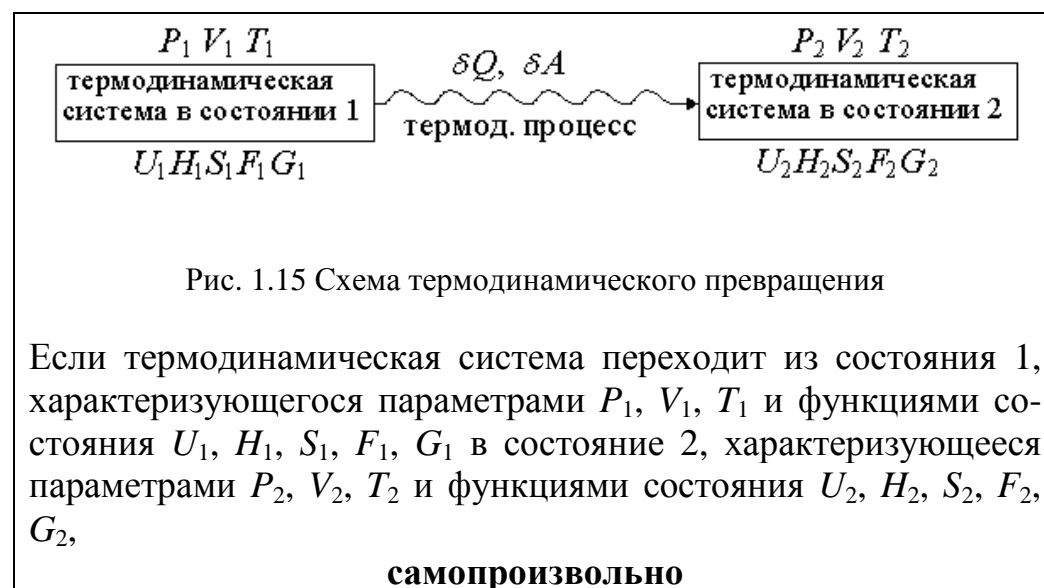 P₁ V₁ T₁
P₂ V₂ T₂
δQ, δA
термодинамическая
система в состоянии 1
термод. процесс
термодинамическая
система в состоянии 2
U₁H₁S₁F₁G₁
U₂H₂S₂F₂G₂
Рис. 1.15 Схема термодинамического превращения
Если термодинамическая система переходит из состояния 1,
характеризующегося параметрами P₁, V₁, T₁ и функциями со-
стояния U₁, H₁, S₁, F₁, G₁ в состояние 2, характеризующееся
параметрами P₂, V₂, T₂ и функциями состояния U₂, H₂, S₂, F₂,
G₂,
самопроизвольно